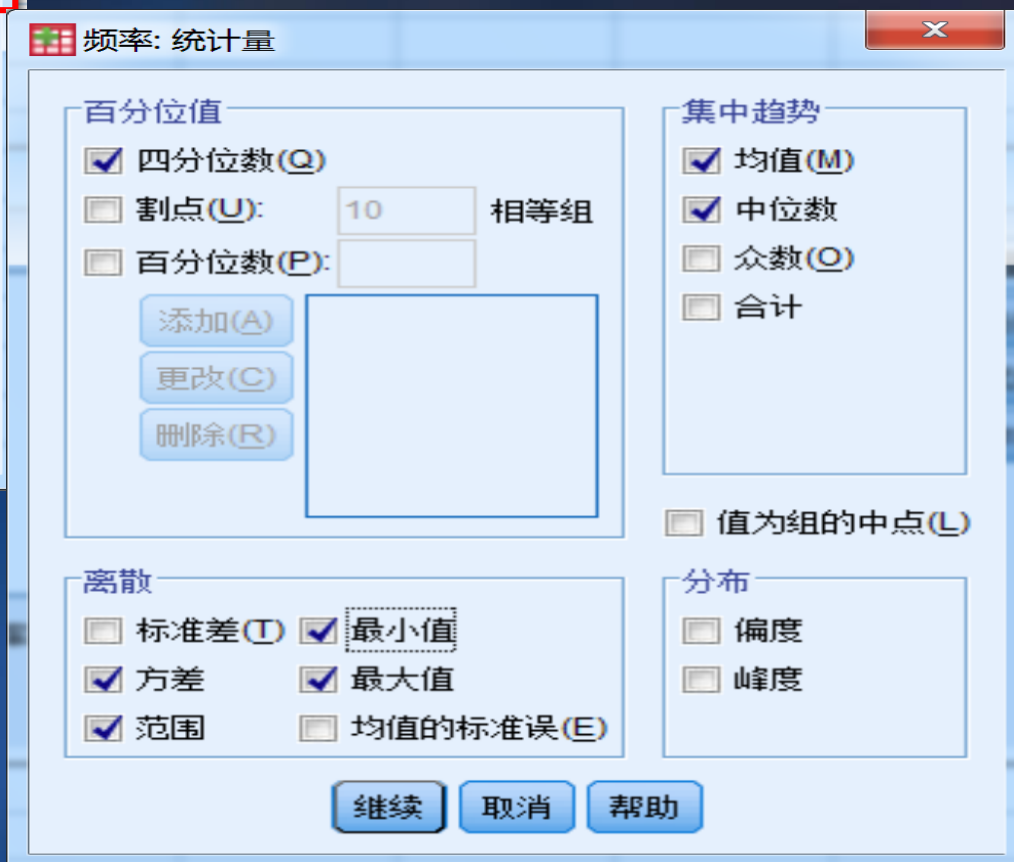 频率: 统计量
百分位值
四分位数(Q)
割点(U): 10 相等组
百分位数(P):
添加(A)
更改(C)
删除(R)
集中趋势
均值(M)
中位数
众数(O)
合计
值为组的中点(L)
离散
标准差(T) 最小值
方差 最大值
范围 均值的标准误(E)
分布
偏度
峰度
继续 取消 帮助